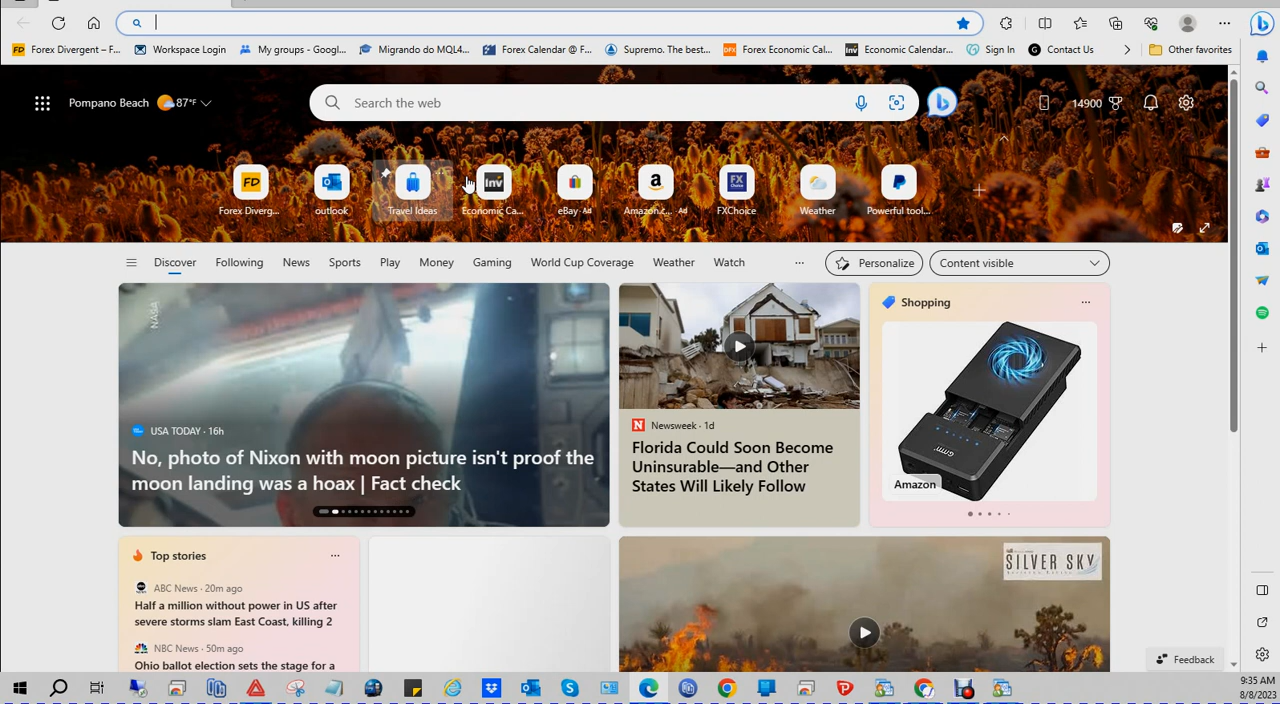 Forex Divergent – F...
Workspace Login
My groups - Googl...
Migrando do MQL4...
Forex Calendar @ F...
Supremo. The best...
Forex Economic Cal...
Economic Calendar...
Sign In
Contact Us
Other favorites
Pompano Beach
87°F
Search the web
14900
Forex Diverg...
outlook
Travel Ideas
Economic Ca...
eBay · Ad
Amazon.c... · Ad
FXChoice
Weather
Powerful tool...
Discover
Following
News
Sports
Play
Money
Gaming
World Cup Coverage
Weather
Watch
Personalize
Content visible
NASA
USA TODAY · 16h
No, photo of Nixon with moon picture isn't proof the
moon landing was a hoax | Fact check
Newsweek · 1d
Florida Could Soon Become
Uninsurable—and Other
States Will Likely Follow
Shopping
Amazon
Top stories
ABC News · 20m ago
Half a million without power in US after
severe storms slam East Coast, killing 2
NBC News · 50m ago
Ohio ballot election sets the stage for a
SILVER SKY
Feedback
9:35 AM
8/8/2023